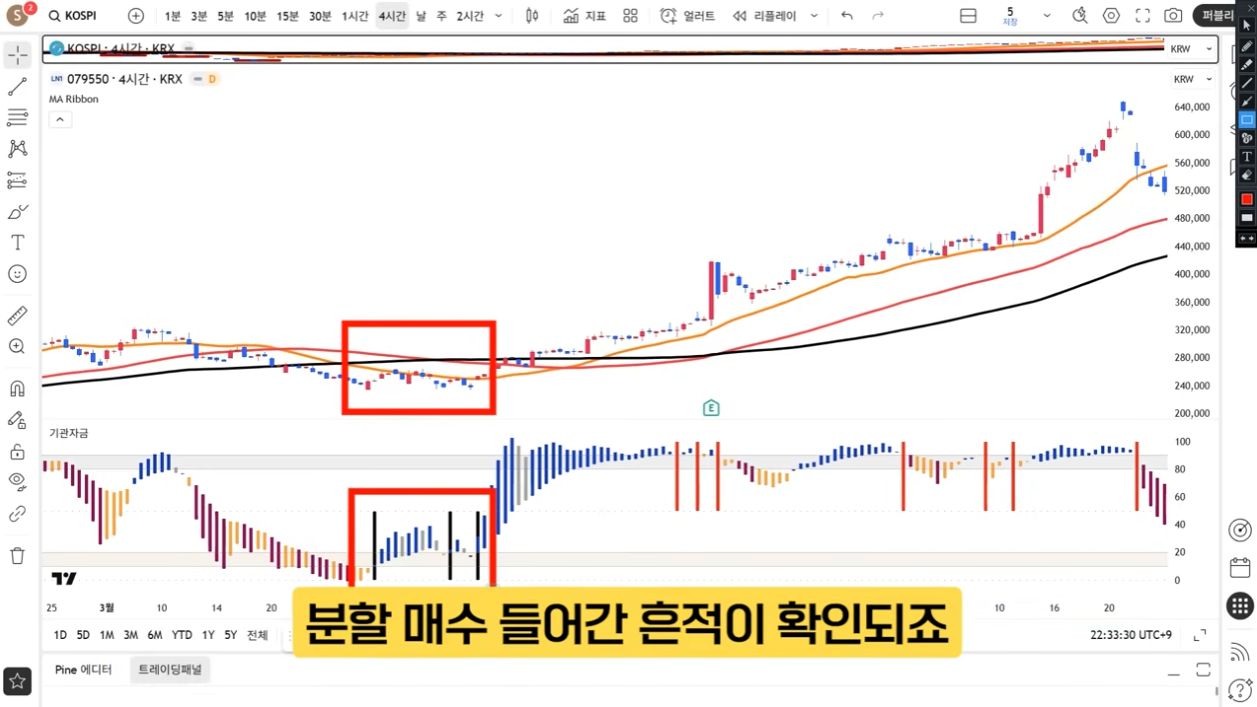 S 2 KOSPI 1분 3분 5분 10분 15분 30분 1시간 4시간 날 주 2시간 지표 얼러트 리플레이 5 저장 퍼블리
KOSPI · 4시간 · KRX KRW
LN1 079550 · 4시간 · KRX D KRW
MA Ribbon
640,000
600,000
560,000
520,000
480,000
440,000
400,000
360,000
320,000
280,000
240,000
200,000
E
기관자금
100
80
60
40
20
0
25 3월 10 14 20 10 16 20
분할 매수 들어간 흔적이 확인되죠
1D 5D 1M 3M 6M YTD 1Y 5Y 전체 22:33:30 UTC+9
Pine 에디터 트레이딩패널